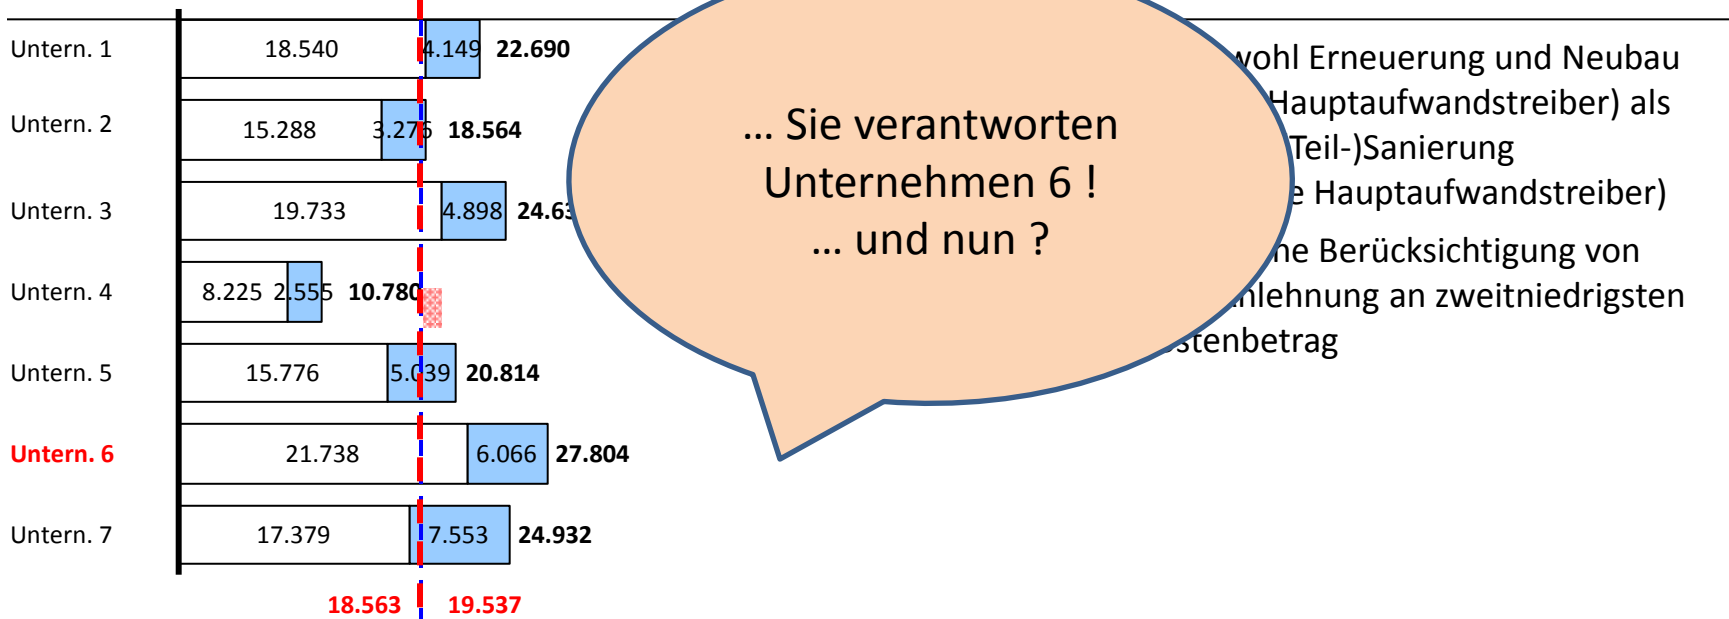 Untern. 1 18.540 4.149 22.690
Untern. 2 15.288 3.276 18.564
Untern. 3 19.733 4.898
Untern. 4 8.225 2.555 10.780
Untern. 5 15.776 5.039 20.814
Untern. 6 21.738 6.066 27.804
Untern. 7 17.379 7.553 24.932
18.563 19.537
... Sie verantworten
Unternehmen 6 !
... und nun ?
Erneuerung und Neubau
Hauptaufwandstreiber) als
Teil-)Sanierung
Hauptaufwandstreiber)
Berücksichtigung von
an zweitniedrigsten